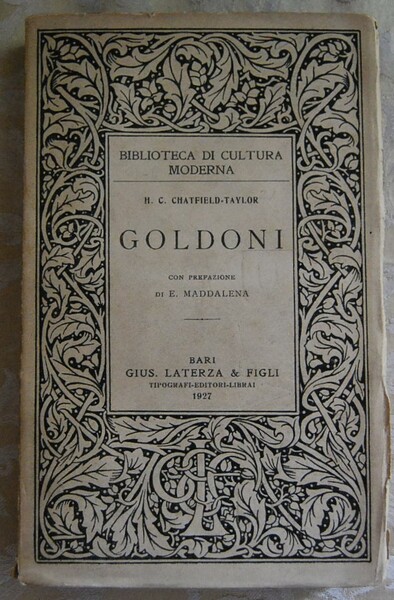 BIBLIOTECA DI CULTURA
MODERNA
H. C. CHATFIELD-TAYLOR
GOLDONI
CON PREFAZIONE
DI E. MADDALENA
BARI
GIUS. LATERZA & FIGLI
TIPOGRAFI-EDITORI-LIBRAI
1927